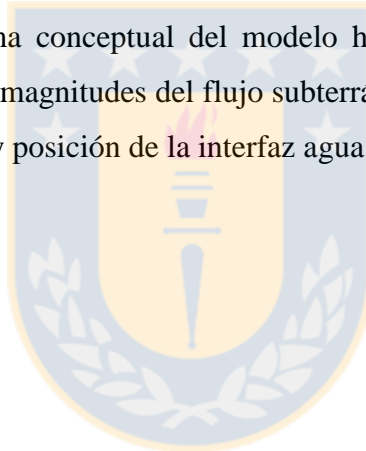 na conceptual del modelo h
magnitudes del flujo subterrá
y posición de la interfaz agua